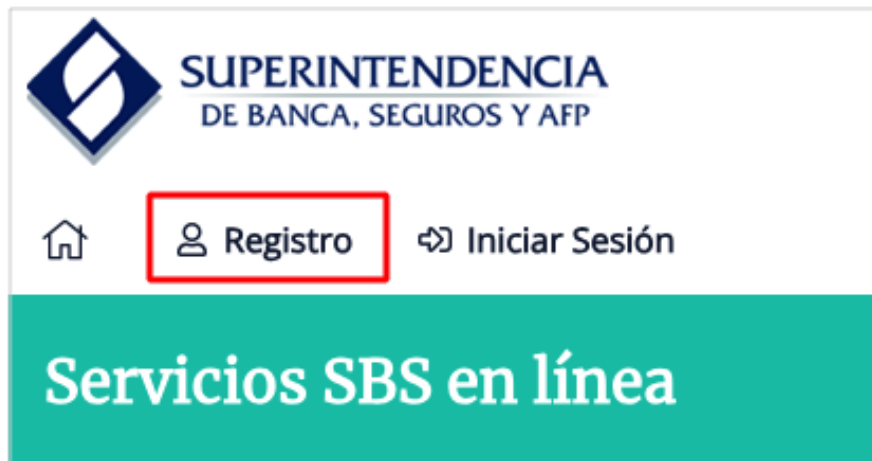 SUPERINTENDENCIA
DE BANCA, SEGUROS Y AFP
Registro Iniciar Sesión
Servicios SBS en línea